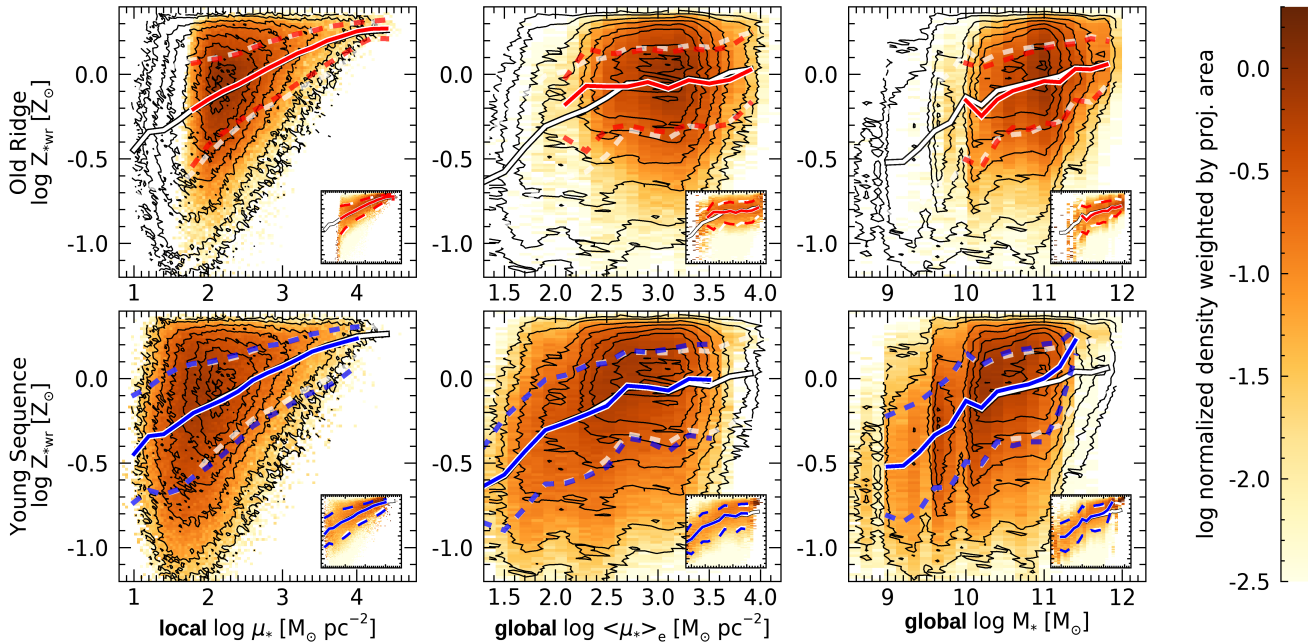 Old Ridge
log Z*wr [Z⊙]
0.0
-0.5
-1.0
1 2 3 4
1.5 2.0 2.5 3.0 3.5 4.0
9 10 11 12
Young Sequence
log Z*wr [Z⊙]
0.0
-0.5
-1.0
1 2 3 4
1.5 2.0 2.5 3.0 3.5 4.0
9 10 11 12
local log μ* [M⊙ pc⁻²]
global log <μ*>e [M⊙ pc⁻²]
global log M* [M⊙]
log normalized density weighted by proj. area
0.0
-0.5
-1.0
-1.5
-2.0
-2.5